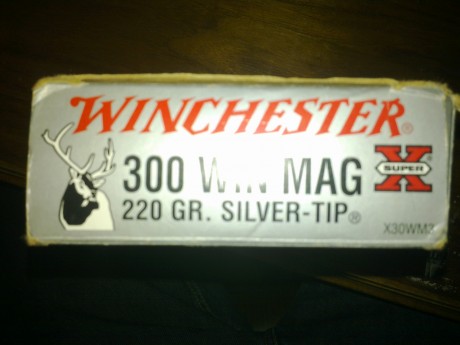 WINCHESTER®
300 WIN MAG
X SUPER ®
220 GR. SILVER-TIP®
X30WM3